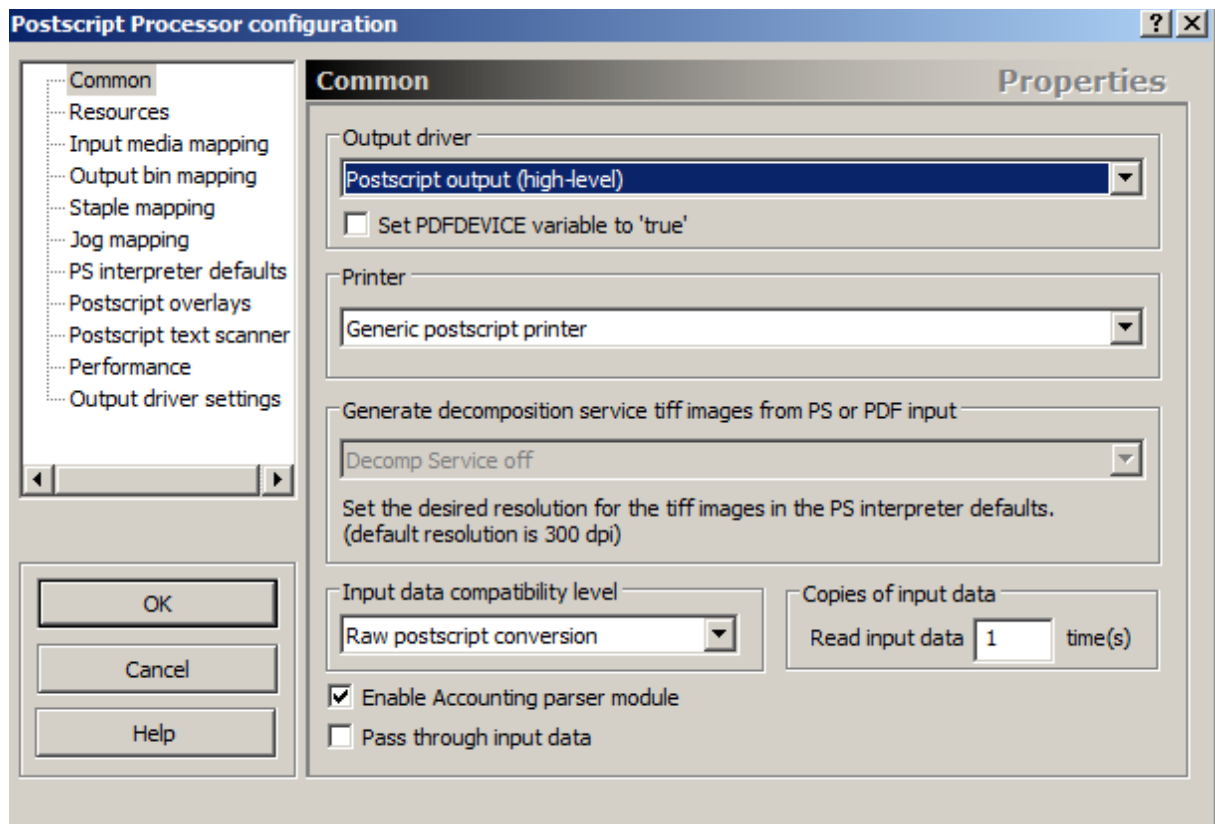 Postscript Processor configuration
Common
Resources
Input media mapping
Output bin mapping
Staple mapping
Jog mapping
PS interpreter defaults
Postscript overlays
Postscript text scanner
Performance
Output driver settings
OK
Cancel
Help
Common Properties
Output driver
Postscript output (high-level)
Set PDFDEVICE variable to 'true'
Printer
Generic postscript printer
Generate decomposition service tiff images from PS or PDF input
Decomp Service off
Set the desired resolution for the tiff images in the PS interpreter defaults.
(default resolution is 300 dpi)
Input data compatibility level
Raw postscript conversion
Copies of input data
Read input data 1 time(s)
Enable Accounting parser module
Pass through input data